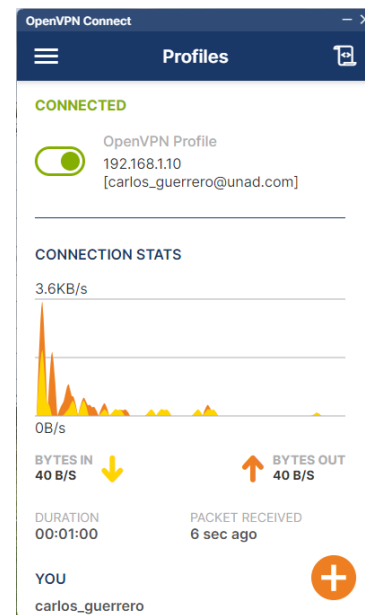 OpenVPN Connect
Profiles
CONNECTED
OpenVPN Profile
192.168.1.10
[carlos_guerrero@unad.com]
CONNECTION STATS
3.6KB/s
0B/s
BYTES IN
40 B/S
BYTES OUT
40 B/S
DURATION
00:01:00
PACKET RECEIVED
6 sec ago
YOU
carlos_guerrero